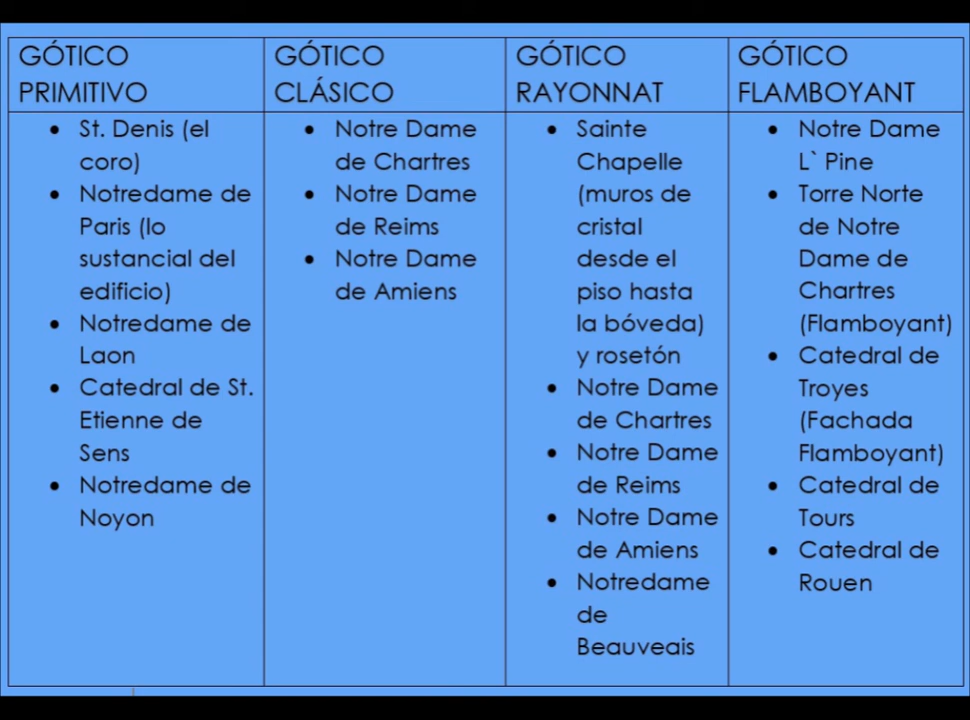 GÓTICO
PRIMITIVO
• St. Denis (el
coro)
• Notredame de
Paris (lo
sustancial del
edificio)
• Notredame de
Laon
• Catedral de St.
Etienne de
Sens
• Notredame de
Noyon
GÓTICO
CLÁSICO
• Notre Dame
de Chartres
• Notre Dame
de Reims
• Notre Dame
de Amiens
GÓTICO
RAYONNAT
• Sainte
Chapelle
(muros de
cristal
desde el
piso hasta
la bóveda)
y rosetón
• Notre Dame
de Chartres
• Notre Dame
de Reims
• Notre Dame
de Amiens
• Notredame
de
Beauveais
GÓTICO
FLAMBOYANT
• Notre Dame
L` Pine
• Torre Norte
de Notre
Dame de
Chartres
(Flamboyant)
• Catedral de
Troyes
(Fachada
Flamboyant)
• Catedral de
Tours
• Catedral de
Rouen